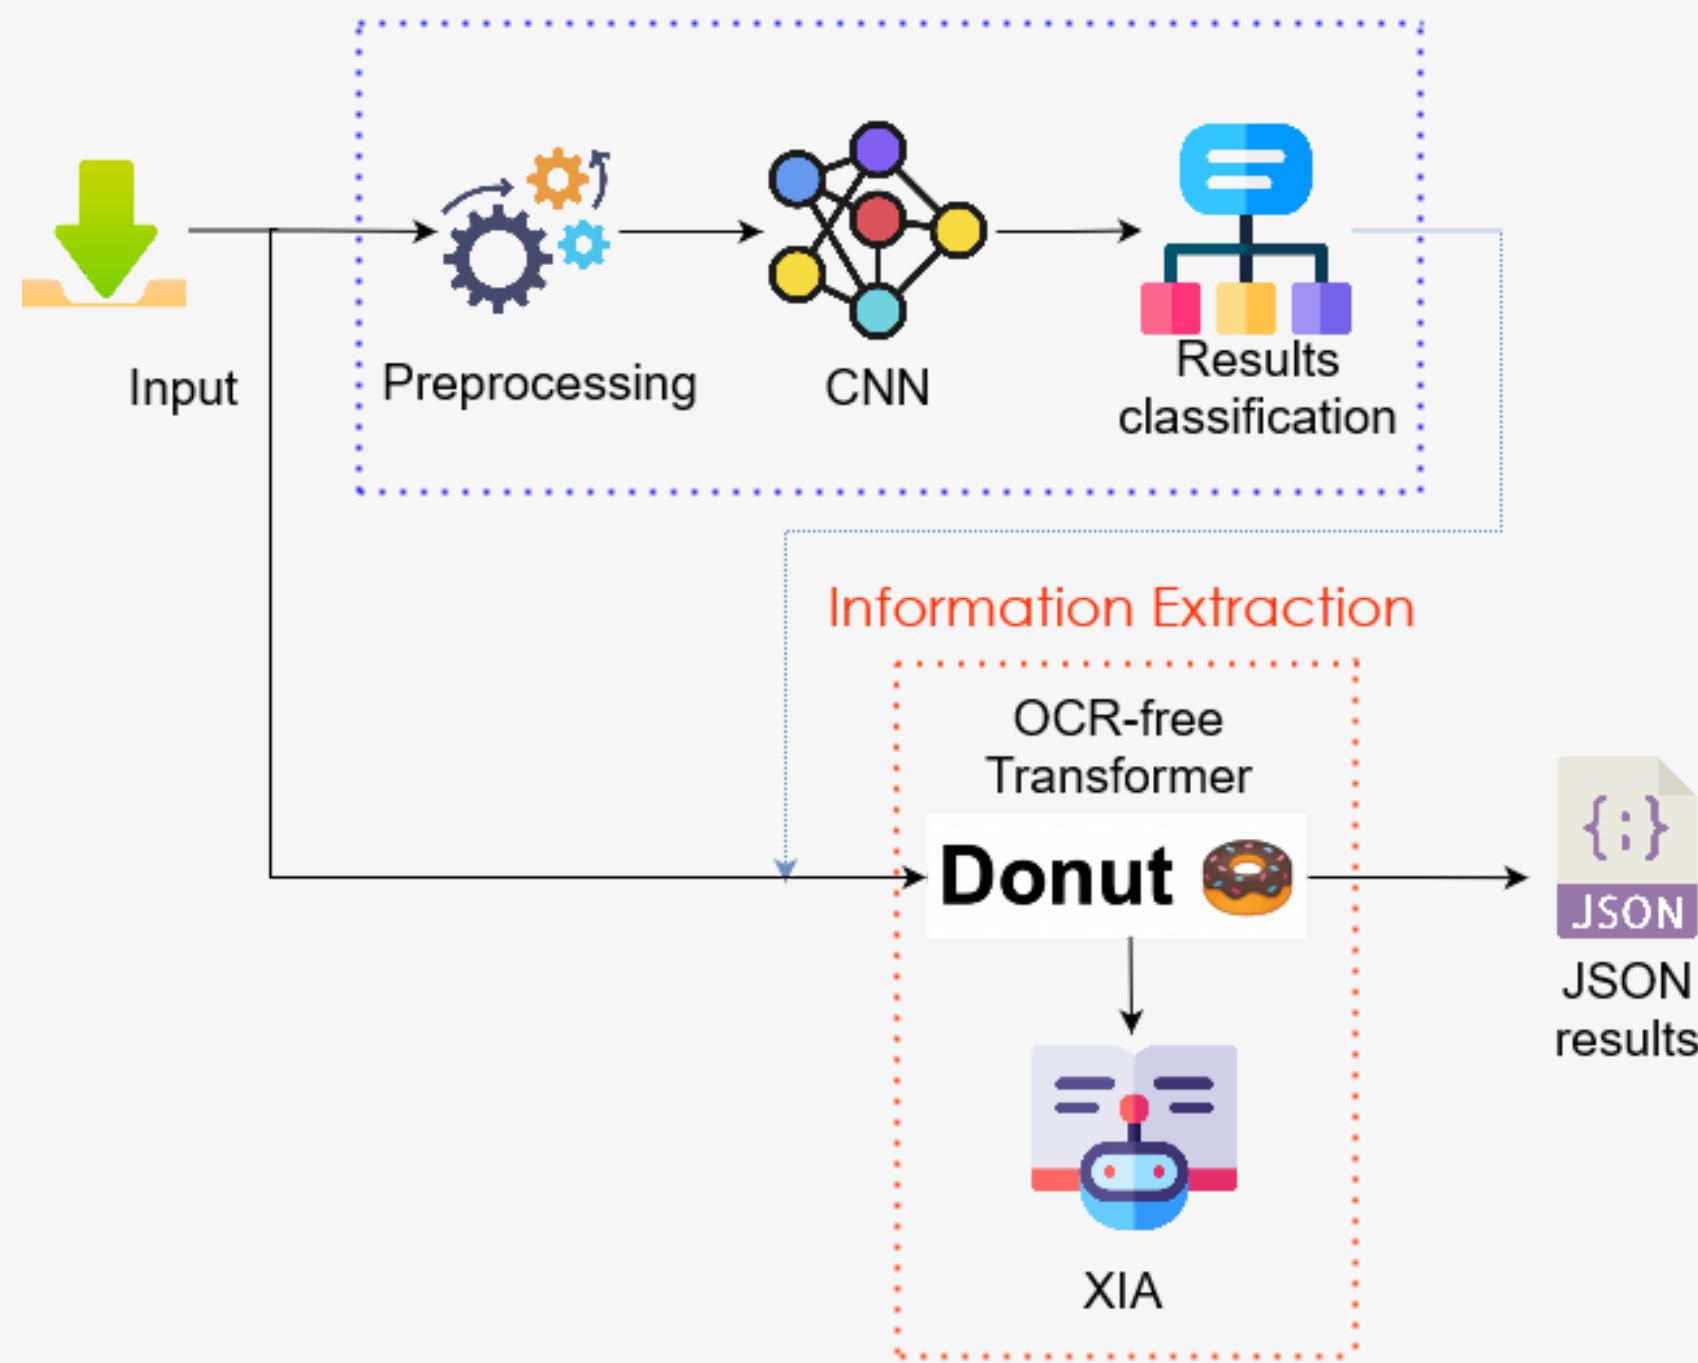 Input
Preprocessing
CNN
Results
classification
Information Extraction
OCR-free
Transformer
Donut
{:}
JSON
JSON
results
XIA